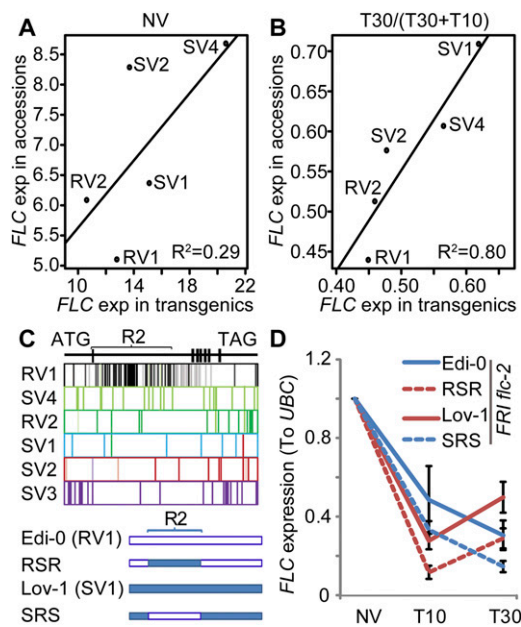 A
NV
FLC exp in accessions
8.5
8.0
7.5
7.0
6.5
6.0
5.5
5.0
SV4
SV2
SV1
RV2
RV1
R²=0.29
10 12 14 16 18 20 22
FLC exp in transgenics
B
T30/(T30+T10)
FLC exp in accessions
0.70
0.65
0.60
0.55
0.50
0.45
SV1
SV4
SV2
RV2
RV1
R²=0.80
0.40 0.50 0.60
FLC exp in transgenics
C
ATG R2 TAG
RV1
SV4
RV2
SV1
SV2
SV3
R2
Edi-0 (RV1)
RSR
Lov-1 (SV1)
SRS
D
FLC expression (To UBC)
1.2
0.8
0.4
0
Edi-0
RSR
Lov-1
SRS
FRI flc-2
NV T10 T30